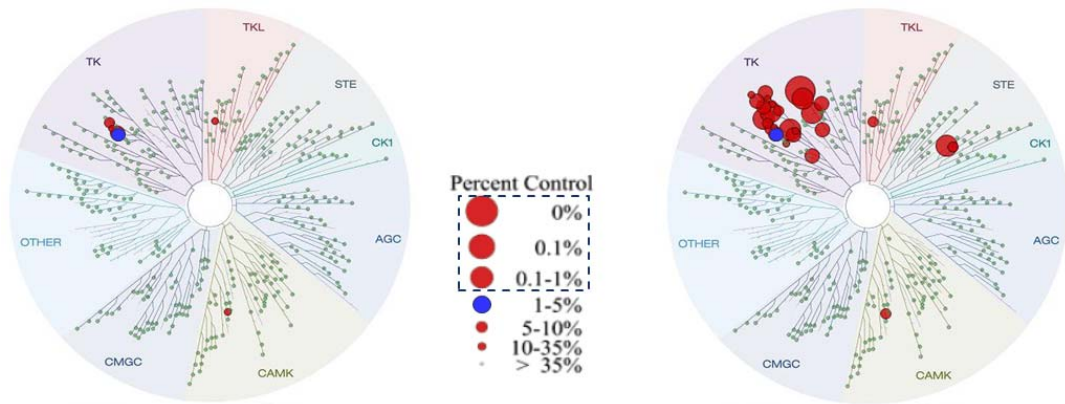 TKL
TK
STE
CK1
AGC
OTHER
CMGC
CAMK
Percent Control
0%
0.1%
0.1-1%
1-5%
5-10%
10-35%
> 35%
TKL
TK
STE
CK1
AGC
OTHER
CMGC
CAMK